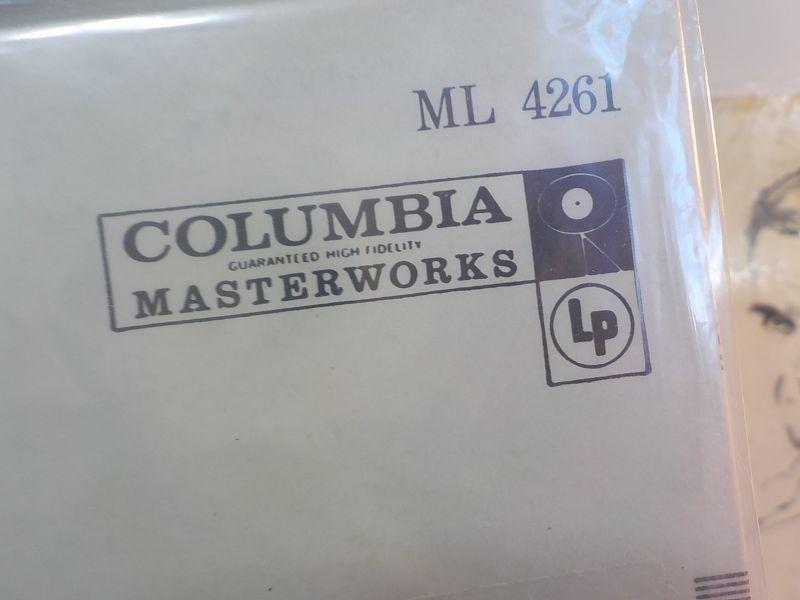 ML 4261
COLUMBIA
GUARANTEED HIGH FIDELITY
MASTERWORKS
Lp